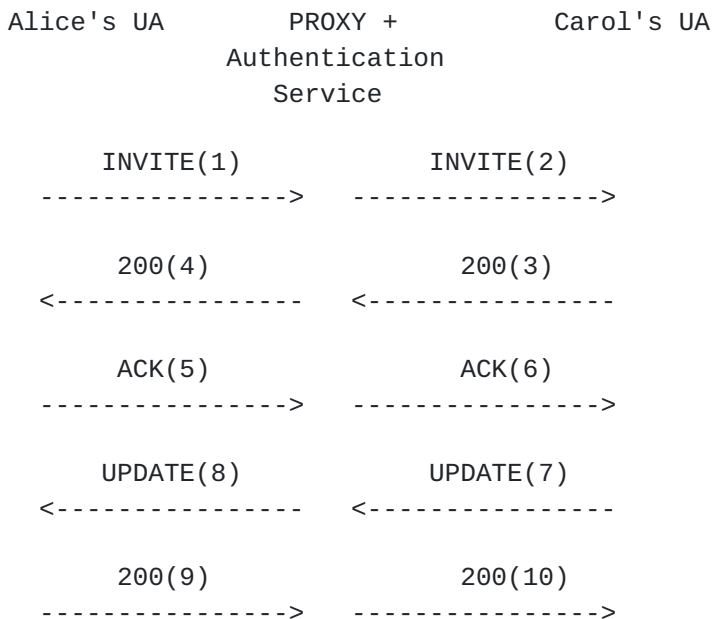 Alice's UA        PROXY +          Carol's UA
              Authentication
                 Service

      INVITE(1)            INVITE(2)
  ---------------->   ---------------->

       200(4)                200(3)
  <----------------   <----------------

       ACK(5)                ACK(6)
  ---------------->   ---------------->

      UPDATE(8)            UPDATE(7)
  <----------------   <----------------

       200(9)                200(10)
  ---------------->   ---------------->